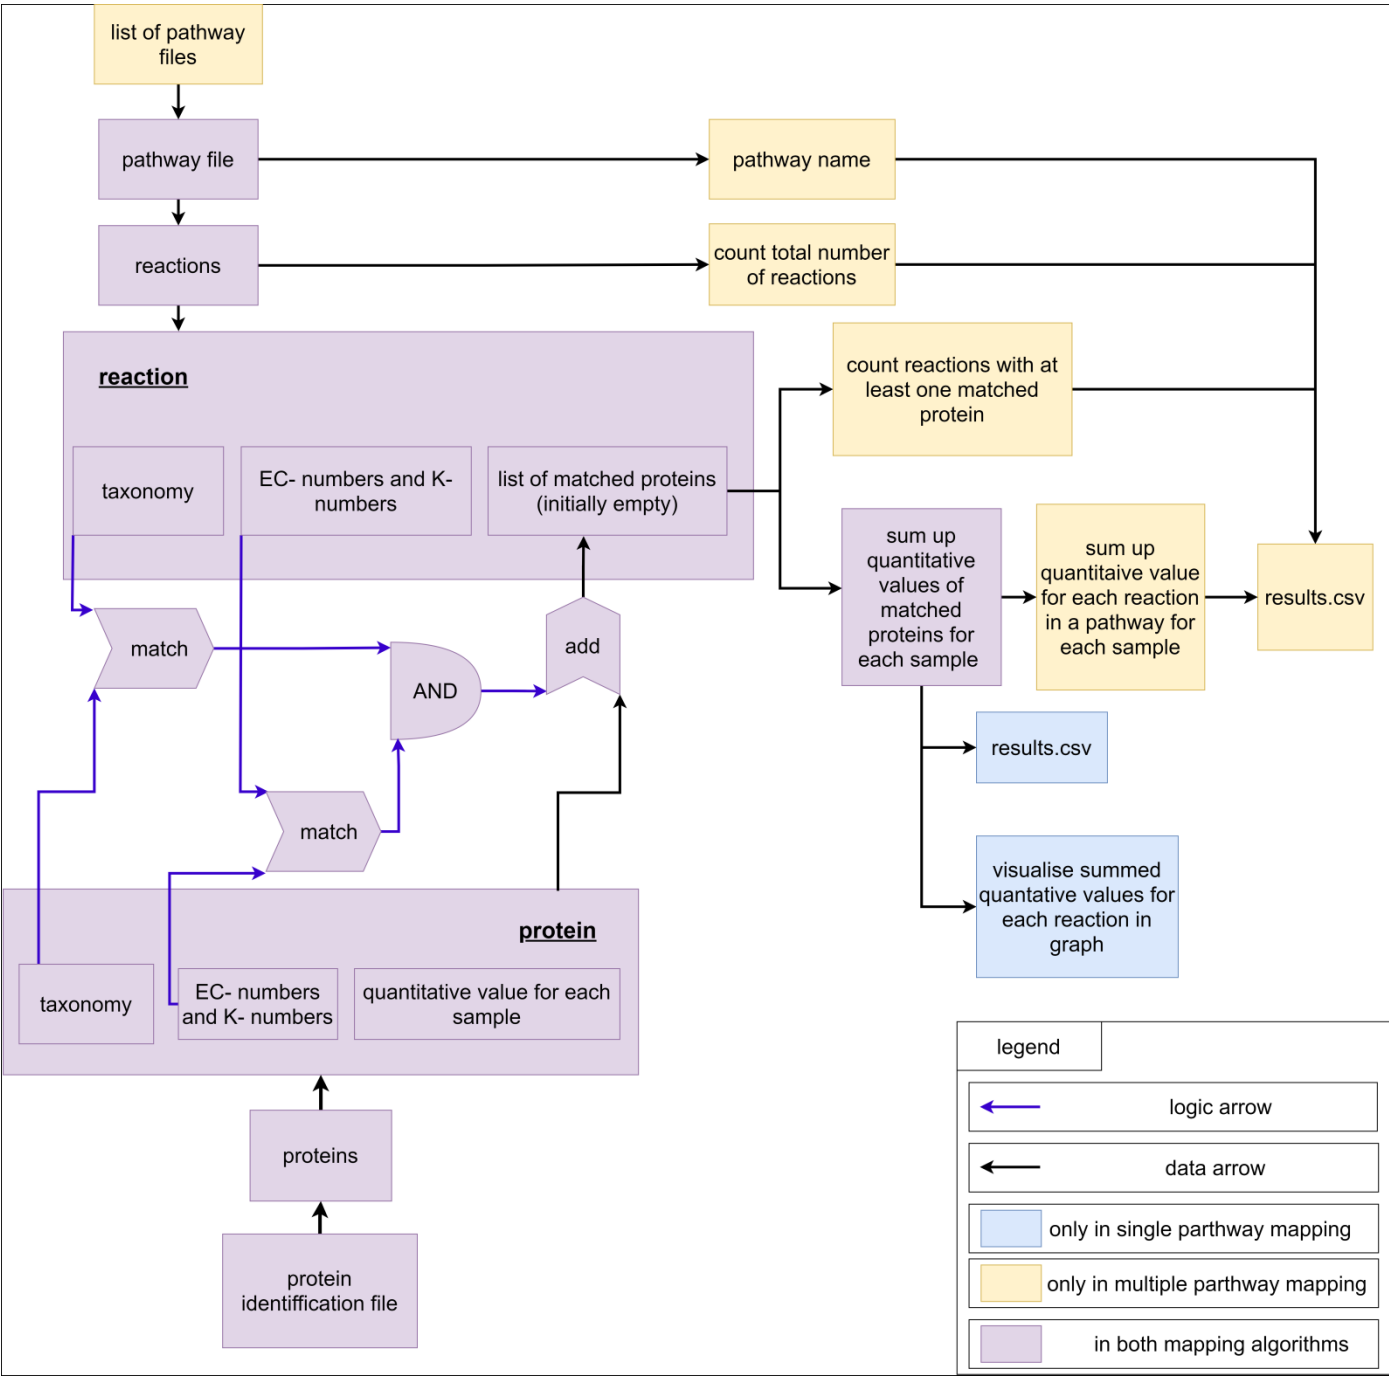 list of pathway
files
pathway file
pathway name
reactions
count total number
of reactions
reaction
taxonomy
EC- numbers and K-
numbers
list of matched proteins
(initially empty)
count reactions with at
least one matched
protein
sum up
quantitative
values of
matched
proteins for
each sample
sum up
quantitaive value
for each reaction
in a pathway for
each sample
results.csv
match
AND
add
match
results.csv
visualise summed
quantative values for
each reaction in
graph
protein
taxonomy
EC- numbers
and K- numbers
quantitative value for each
sample
proteins
protein
identiffication file
legend
logic arrow
data arrow
only in single parthway mapping
only in multiple parthway mapping
in both mapping algorithms